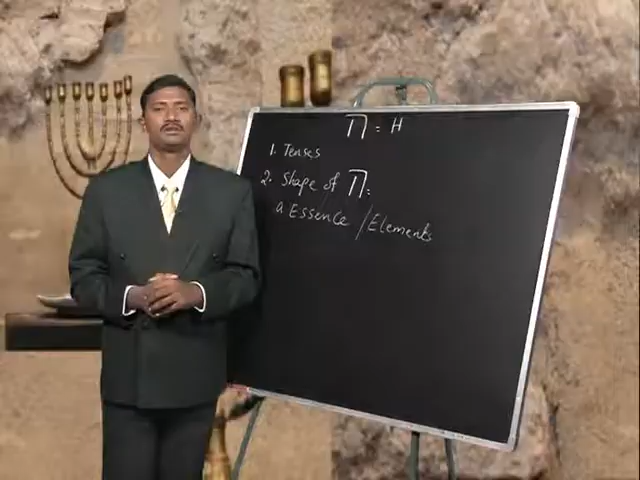 ח = H
1. Tenses
2. Shape of ח:
a Essence / Elements